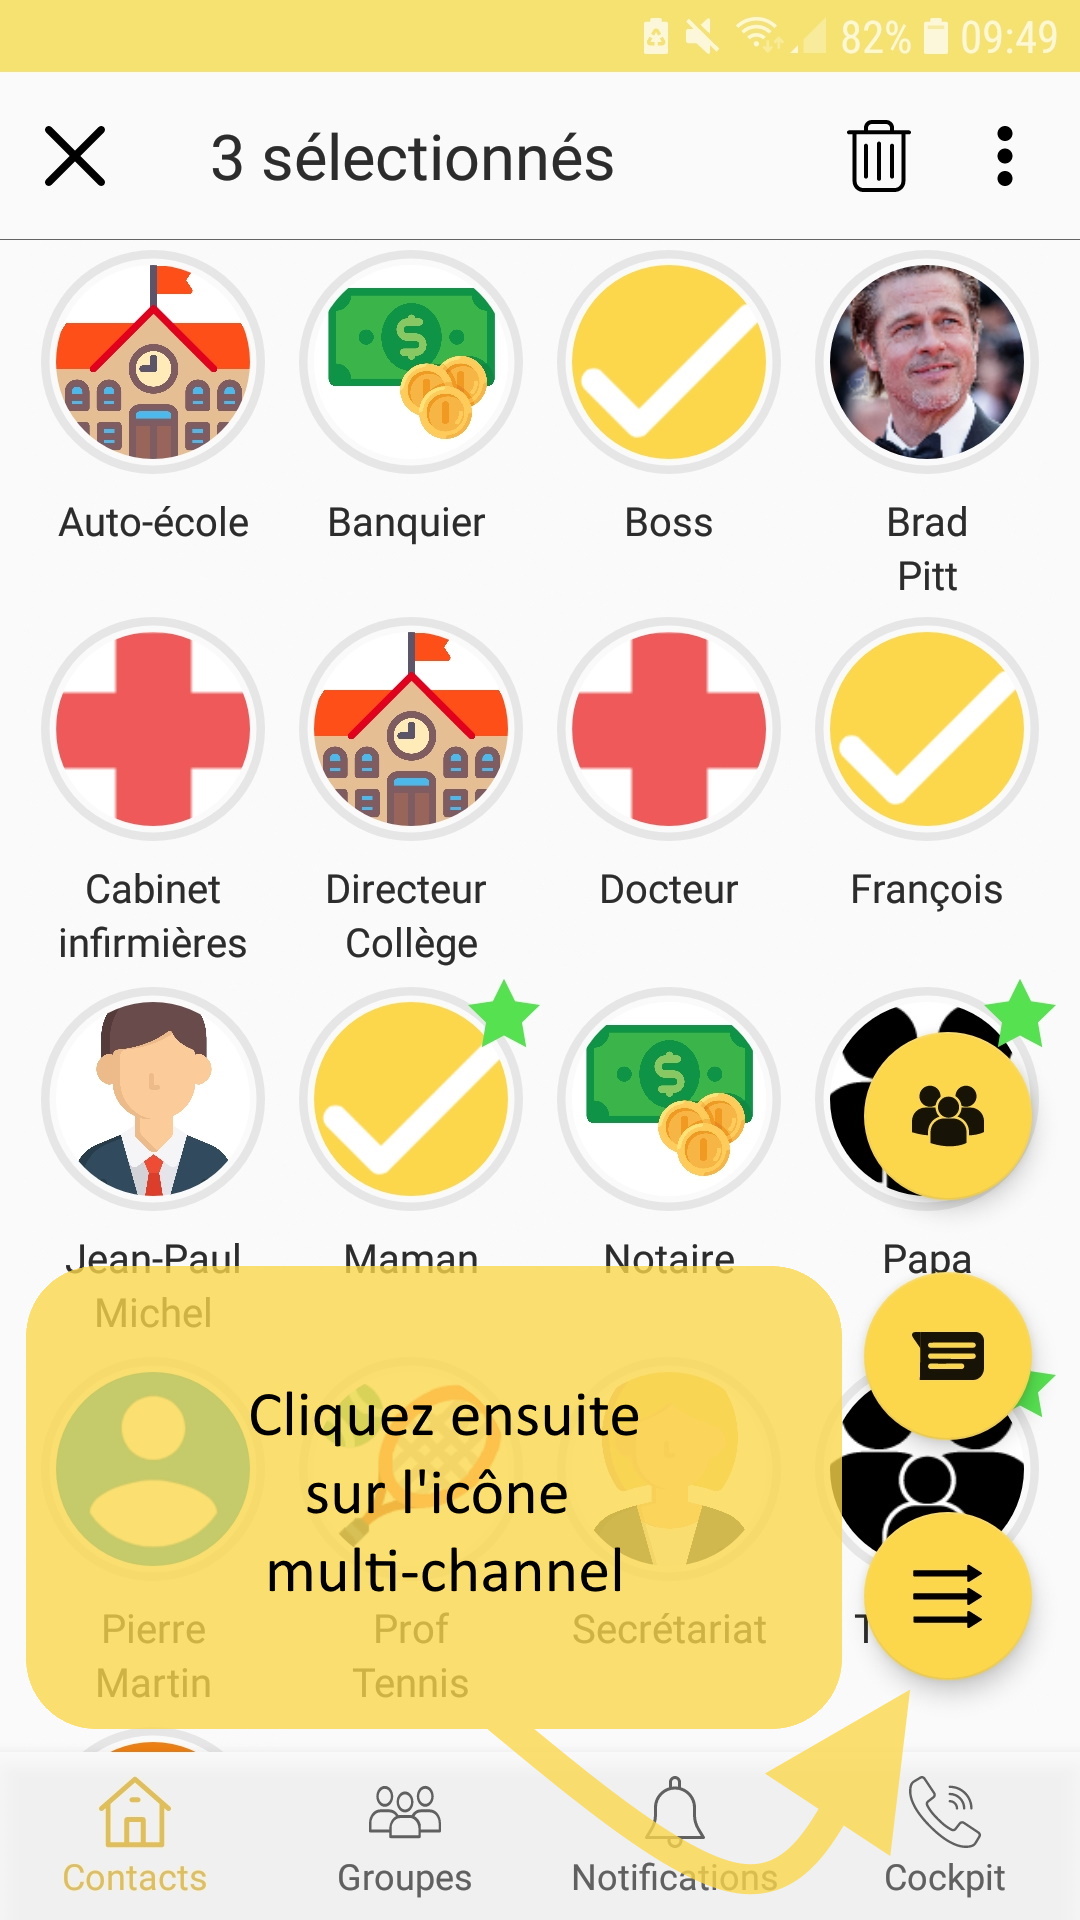 82% 09:49
3 sélectionnés
Auto-école Banquier Boss Brad
Pitt
Cabinet Directeur Docteur François
infirmières Collège
Jean-Paul Maman Notaire Papa
Michel
Cliquez ensuite
sur l'icône
multi-channel
Pierre Prof Secrétariat
Martin Tennis
Contacts Groupes Notifications Cockpit